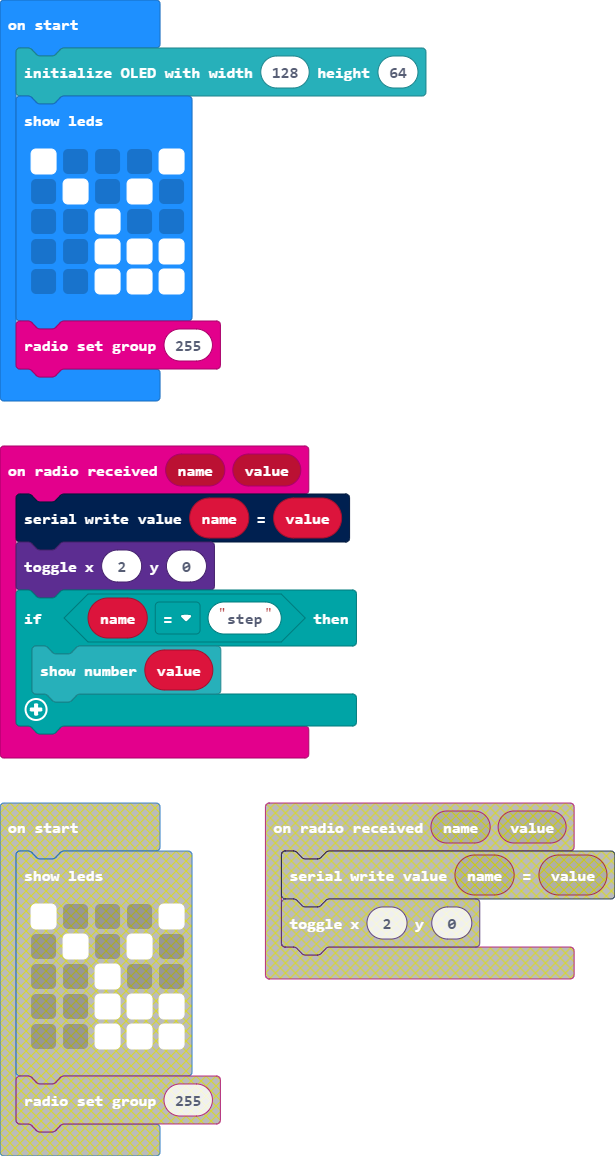 on start
initialize OLED with width 128 height 64
show leds
radio set group 255
on radio received name value
serial write value name = value
toggle x 2 y 0
if name = "step" then
show number value
on start
show leds
radio set group 255
on radio received name value
serial write value name = value
toggle x 2 y 0